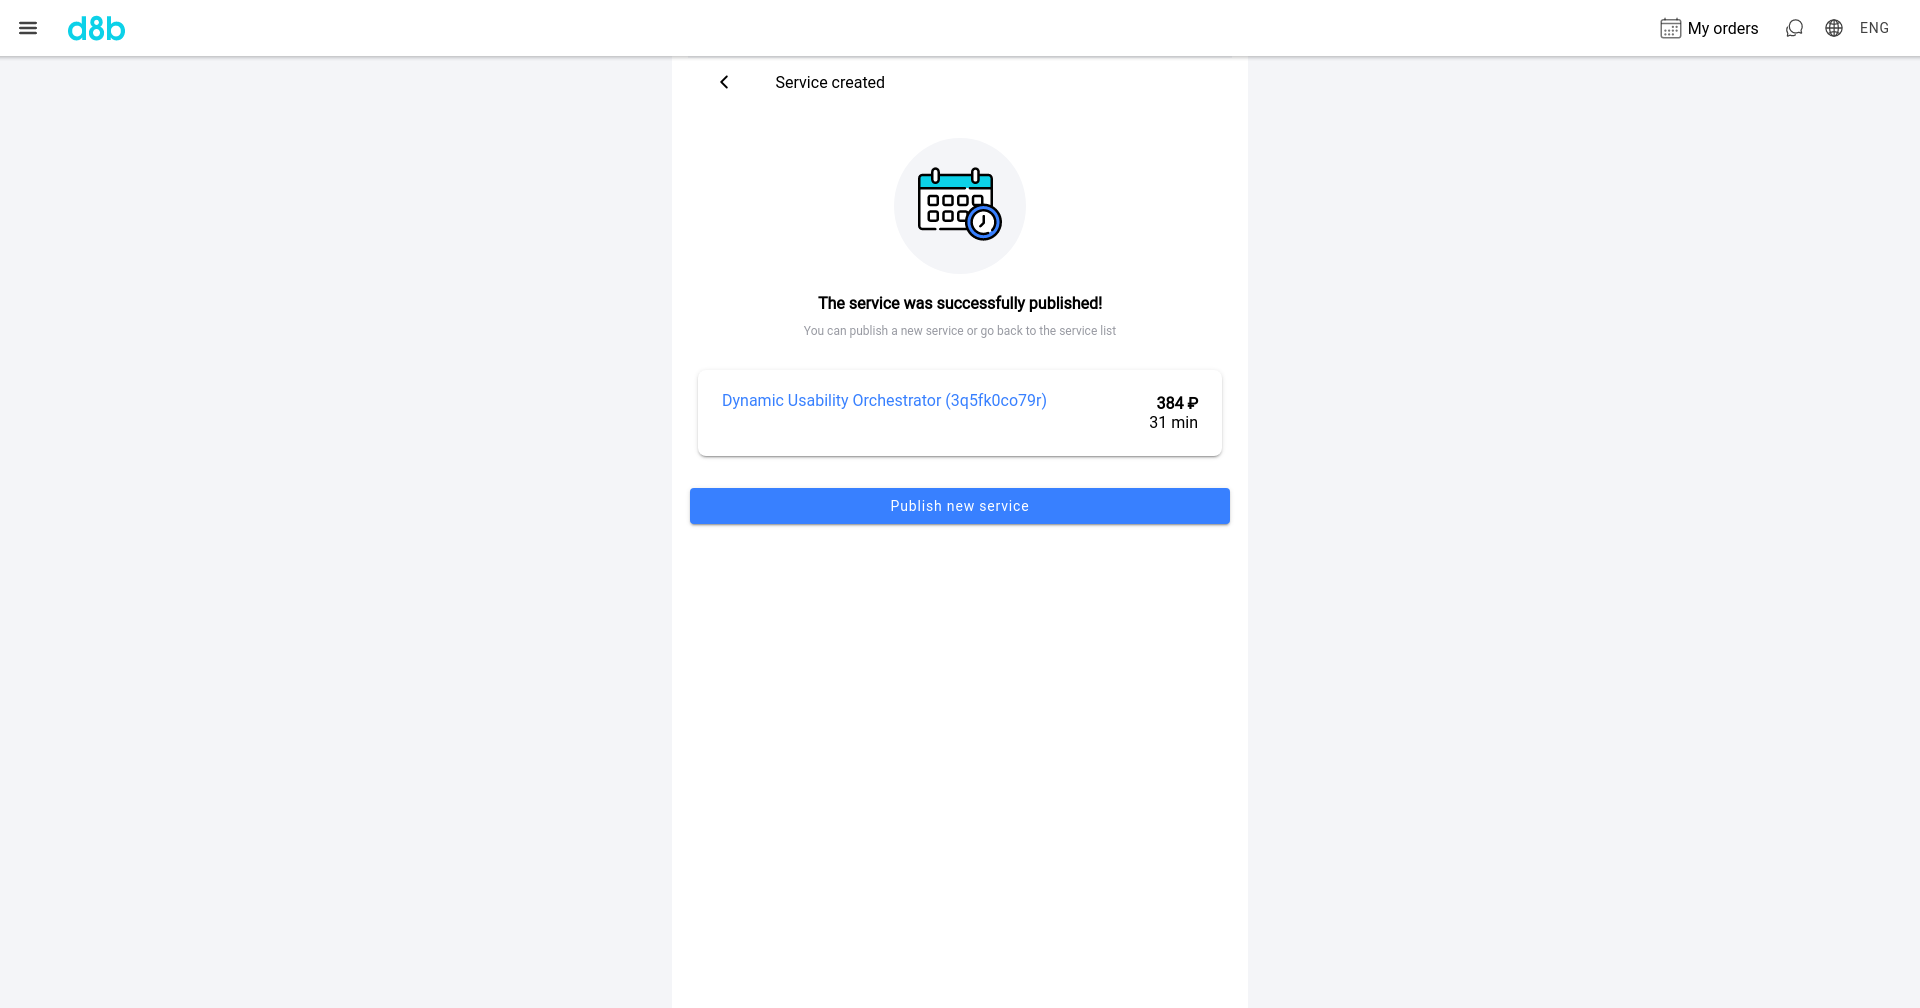 d8b
My orders
ENG
Service created
The service was successfully published!
You can publish a new service or go back to the service list
Dynamic Usability Orchestrator (3q5fk0co79r)
384 ₽
31 min
Publish new service